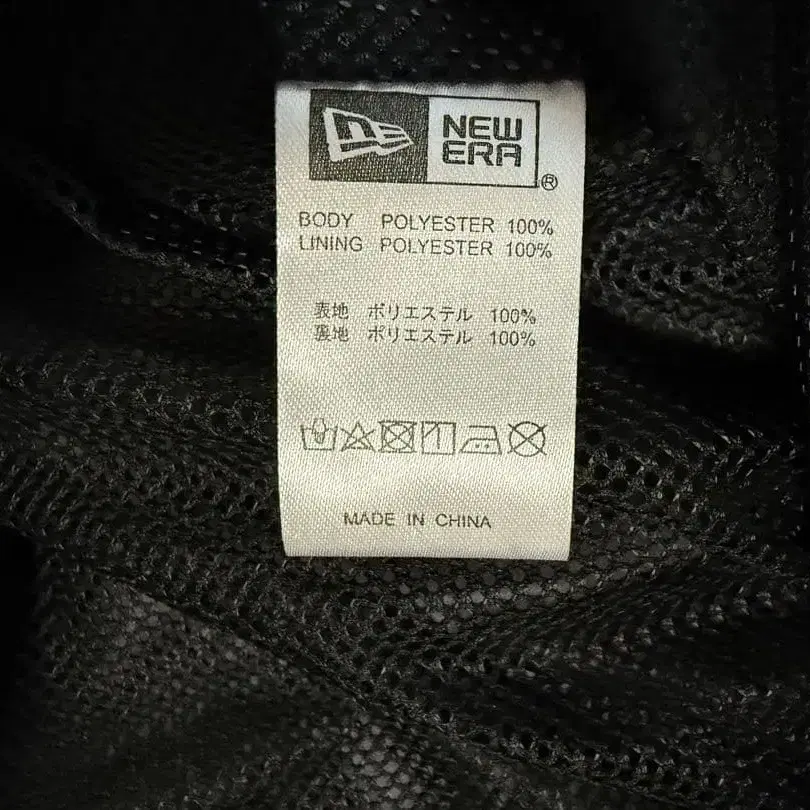 NEW
ERA
®
BODY POLYESTER 100%
LINING POLYESTER 100%
表地 ポリエステル 100%
裏地 ポリエステル 100%
MADE IN CHINA